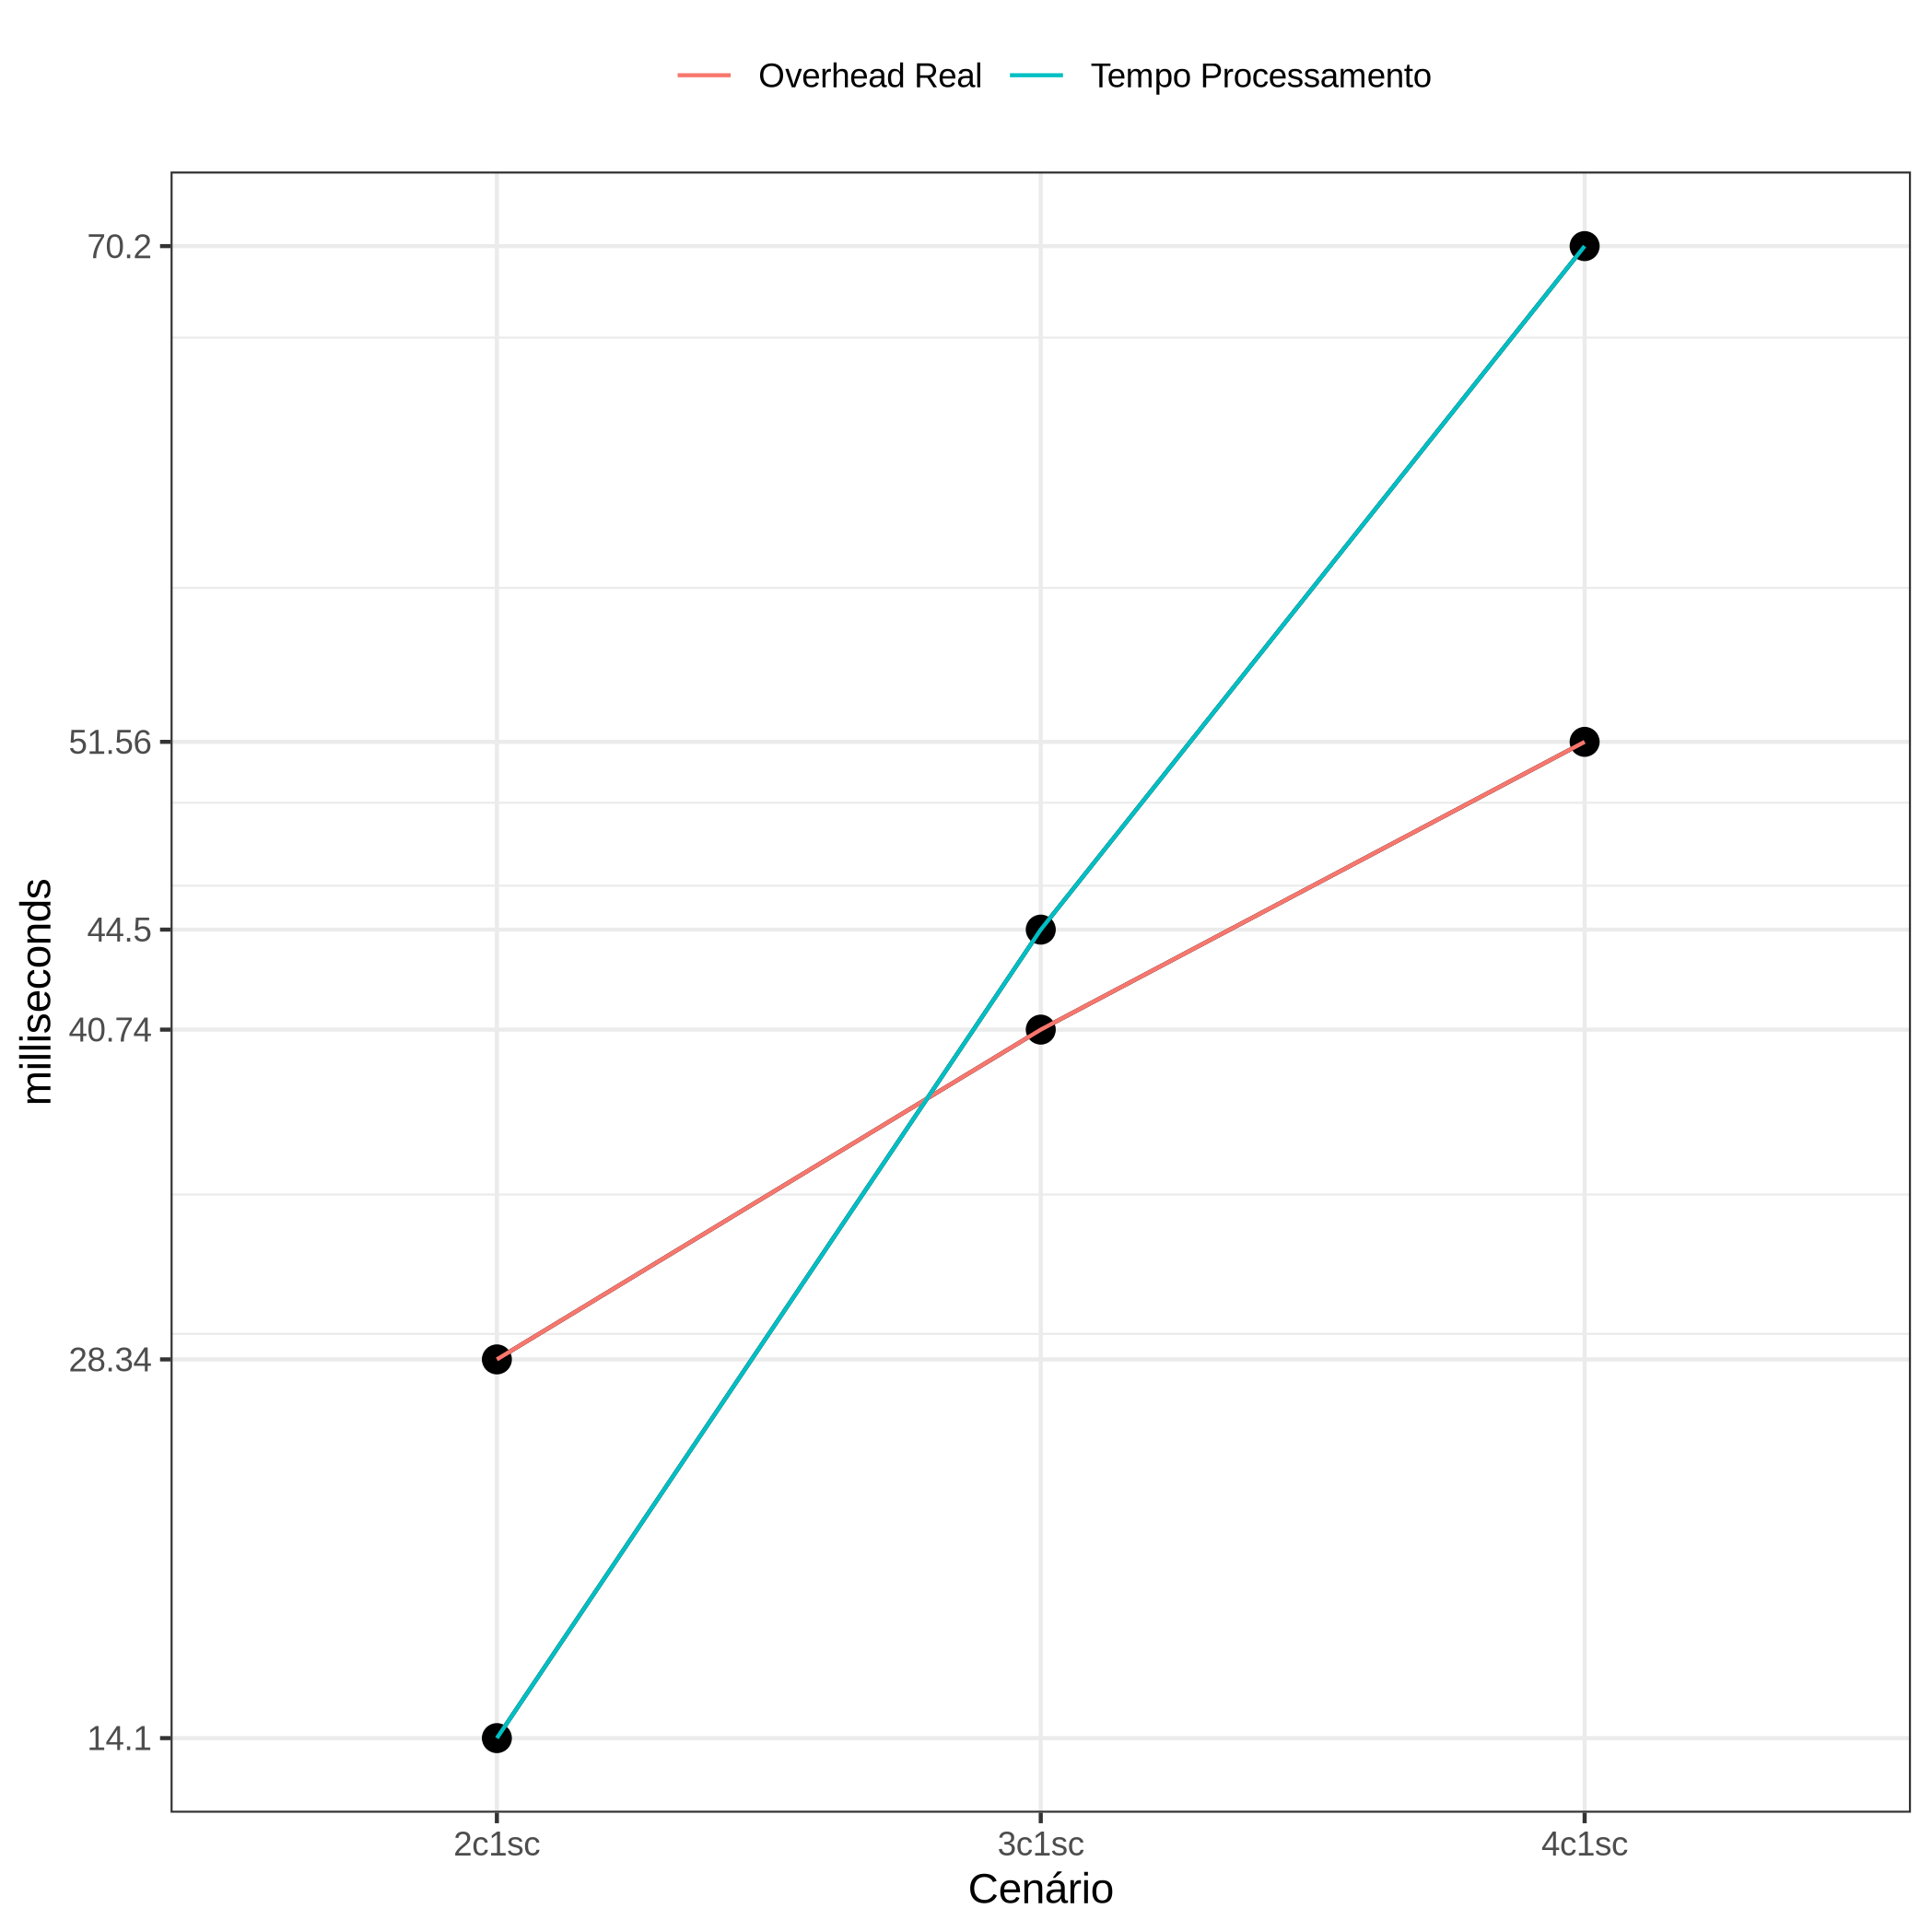 Overhead Real Tempo Processamento
70.2
51.56
44.5
40.74
28.34
14.1
milliseconds
2c1sc 3c1sc 4c1sc
Cenário